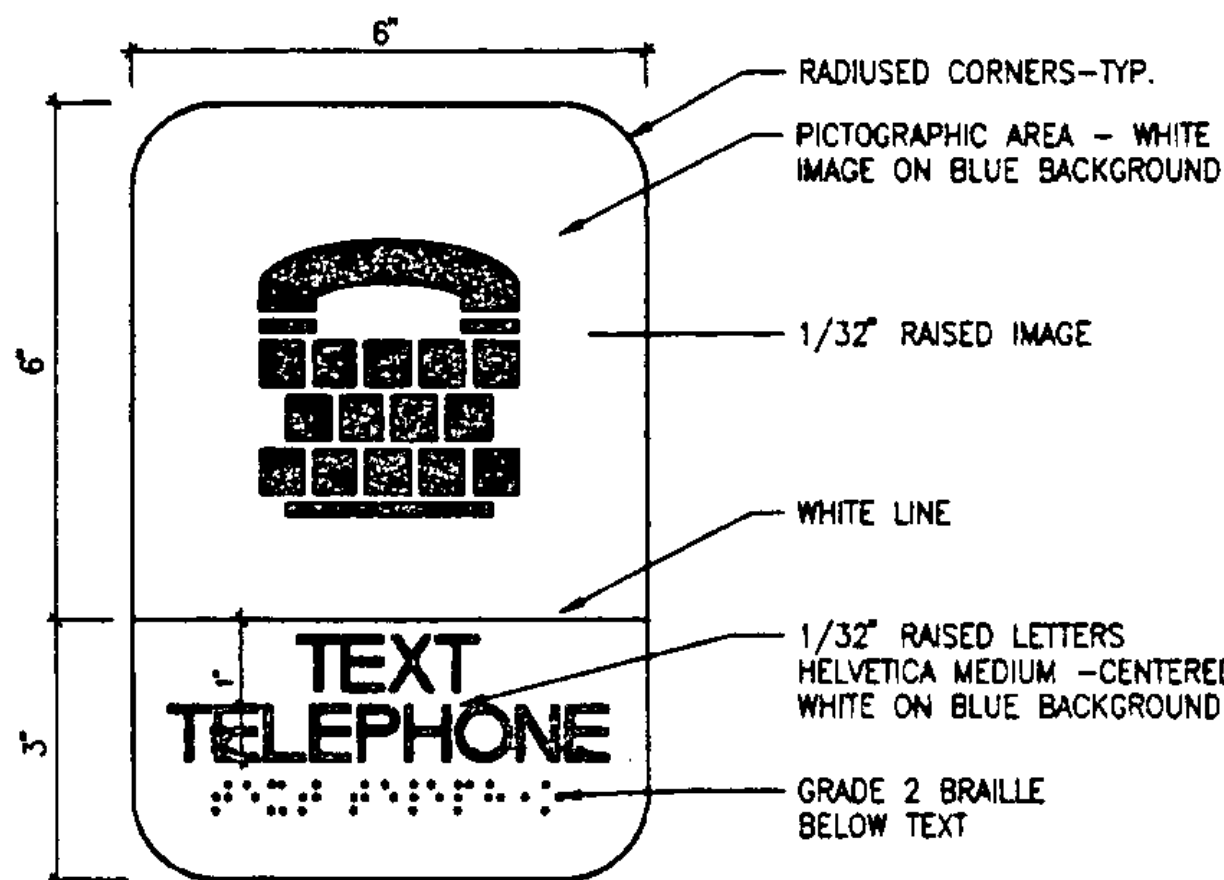 6"
RADIUSED CORNERS-TYP.
PICTOGRAPHIC AREA - WHITE
IMAGE ON BLUE BACKGROUND
6"
1/32" RAISED IMAGE
WHITE LINE
1/32" RAISED LETTERS
HELVETICA MEDIUM -CENTERED
WHITE ON BLUE BACKGROUND
3"
1"
TEXT
TELEPHONE
GRADE 2 BRAILLE
BELOW TEXT